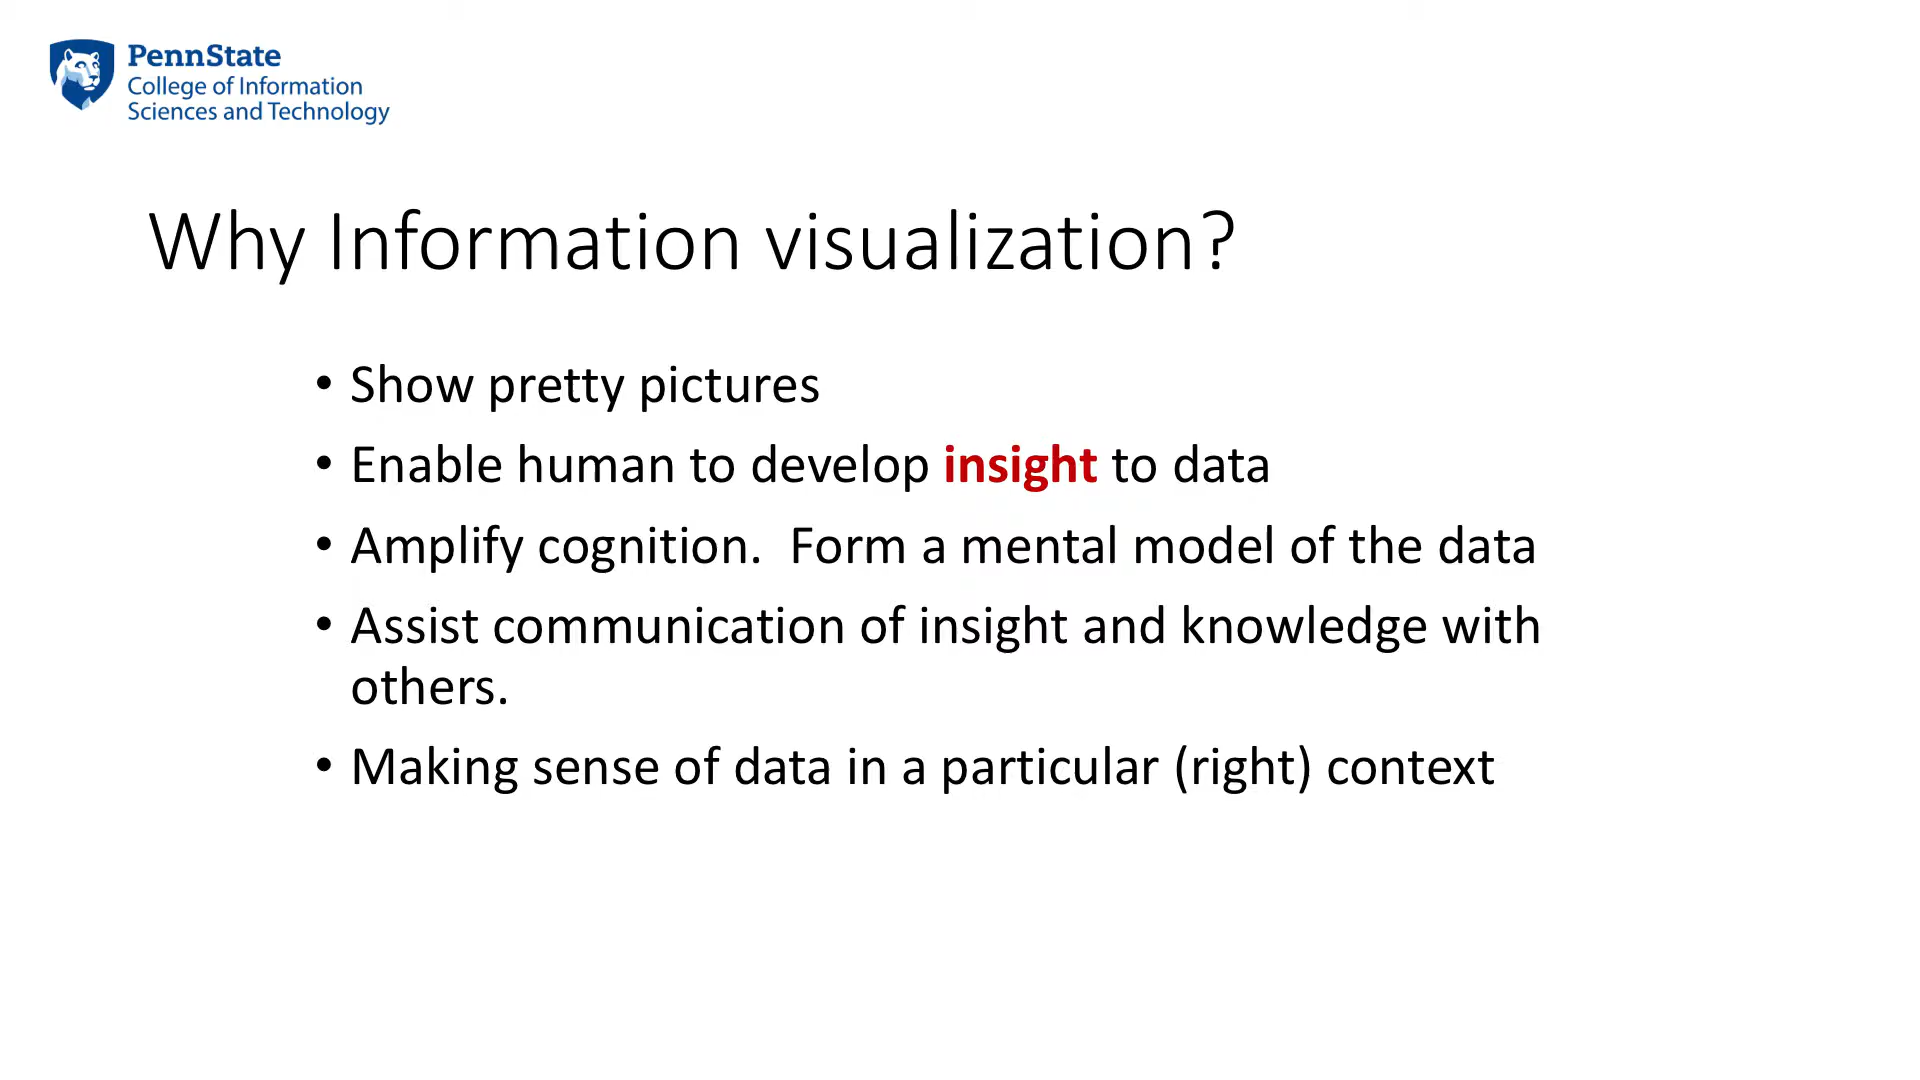 PennState
College of Information
Sciences and Technology
Why Information visualization?
• Show pretty pictures
• Enable human to develop insight to data
• Amplify cognition.  Form a mental model of the data
• Assist communication of insight and knowledge with
others.
• Making sense of data in a particular (right) context